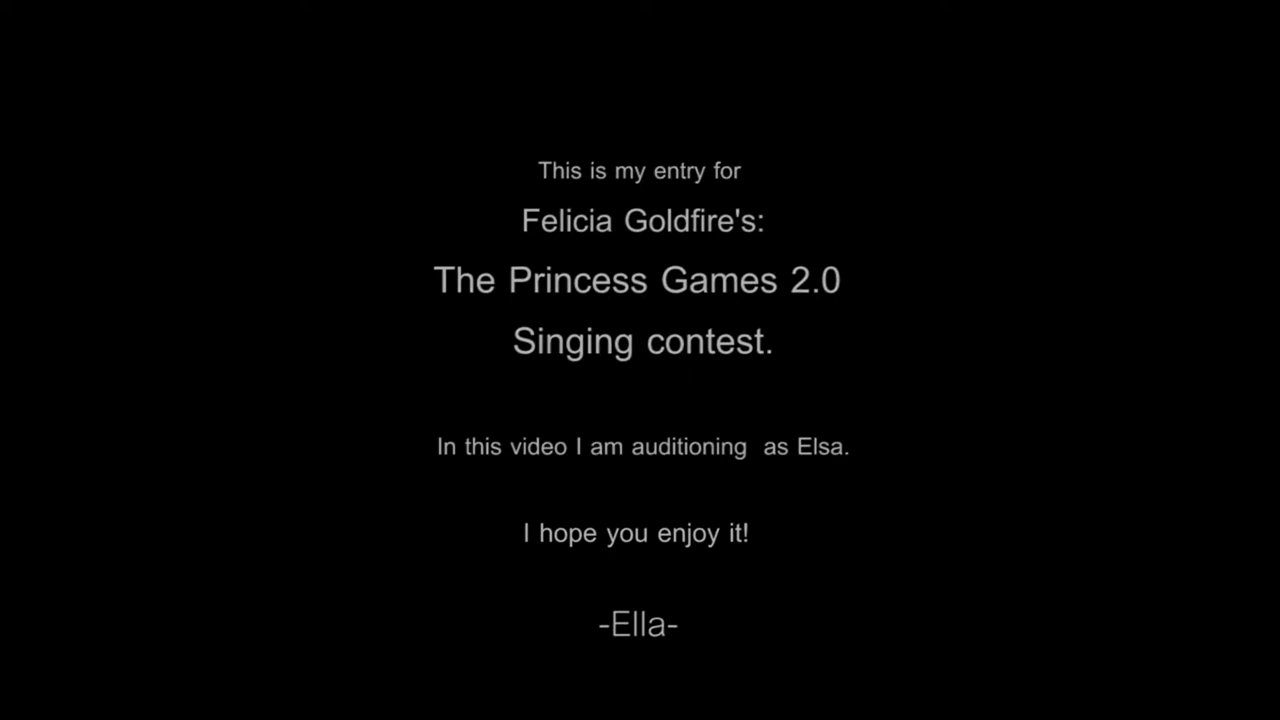 This is my entry for
Felicia Goldfire's:
The Princess Games 2.0
Singing contest.
In this video I am auditioning  as Elsa.
I hope you enjoy it!
-Ella-